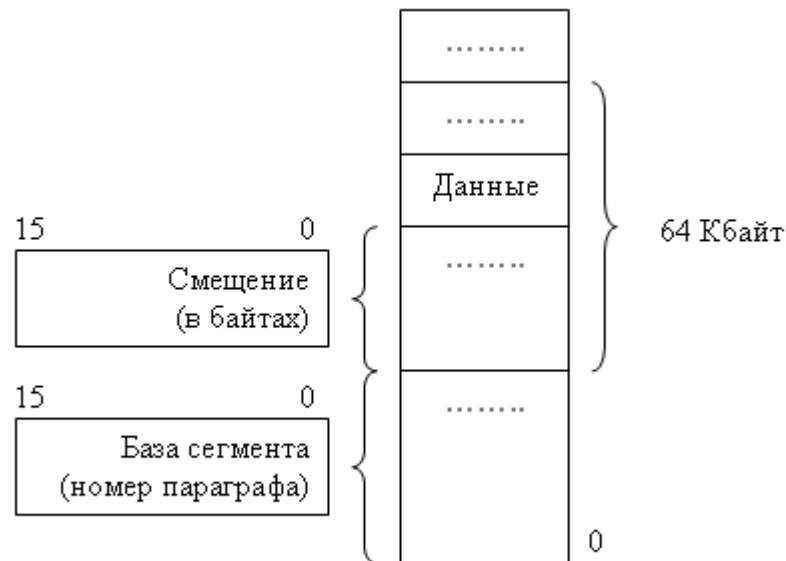 ........
........
Данные
15 0
64 Кбайт
........
Смещение
(в байтах)
15 0
........
База сегмента
(номер параграфа)
0